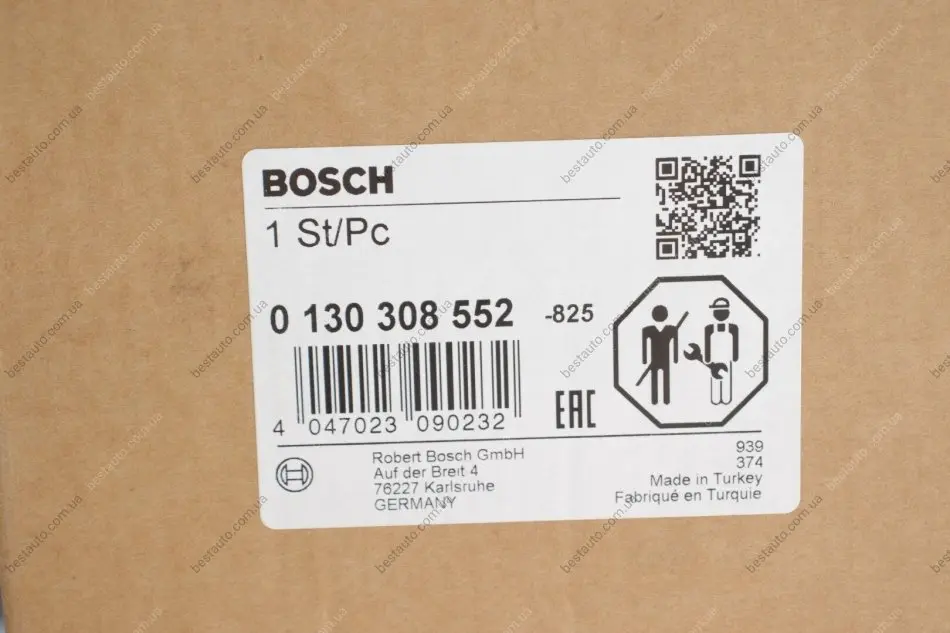 BOSCH
1 St/Pc
0 130 308 552 -825
4 047023 090232
EAC
Robert Bosch GmbH
Auf der Breit 4
76227 Karlsruhe
GERMANY
939
374
Made in Turkey
Fabriqué en Turquie
bestauto.com.ua